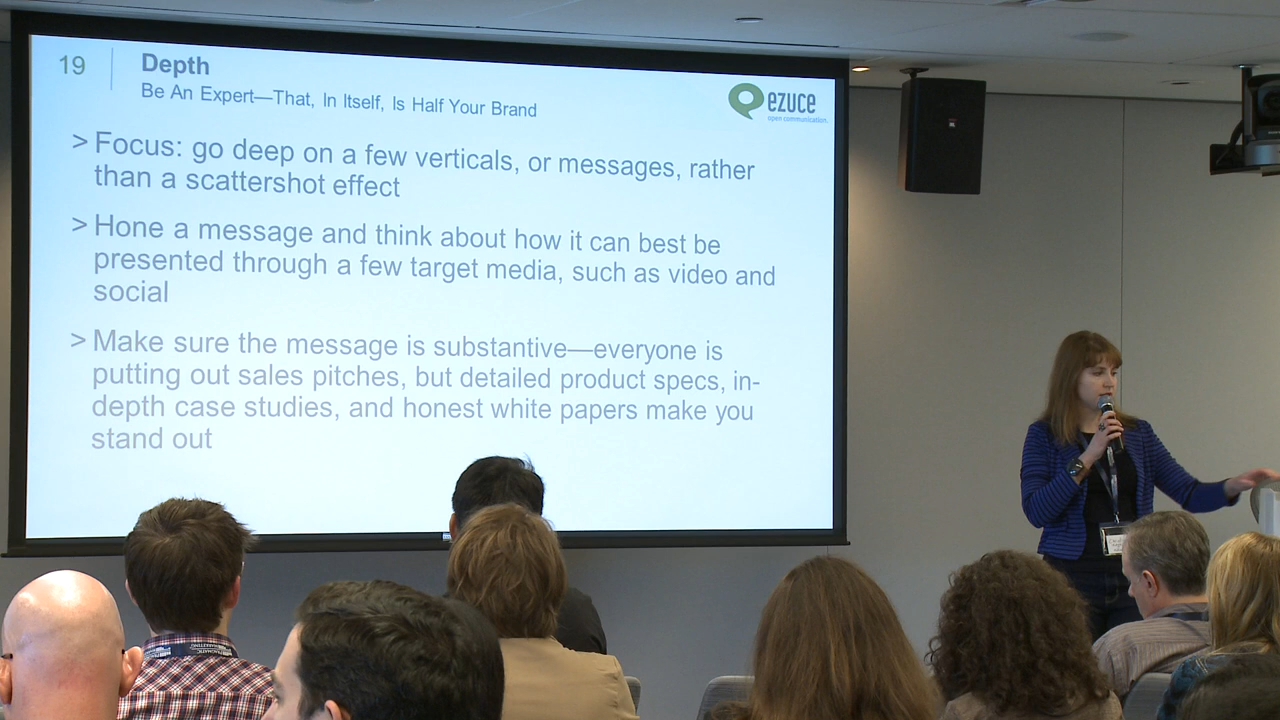 19
Depth
Be An Expert—That, In Itself, Is Half Your Brand
ezuce
open communication.
> Focus: go deep on a few verticals, or messages, rather
than a scattershot effect
> Hone a message and think about how it can best be
presented through a few target media, such as video and
social
> Make sure the message is substantive—everyone is
putting out sales pitches, but detailed product specs, in-
depth case studies, and honest white papers make you
stand out
JBL
PRAGMATIC
MARKETING